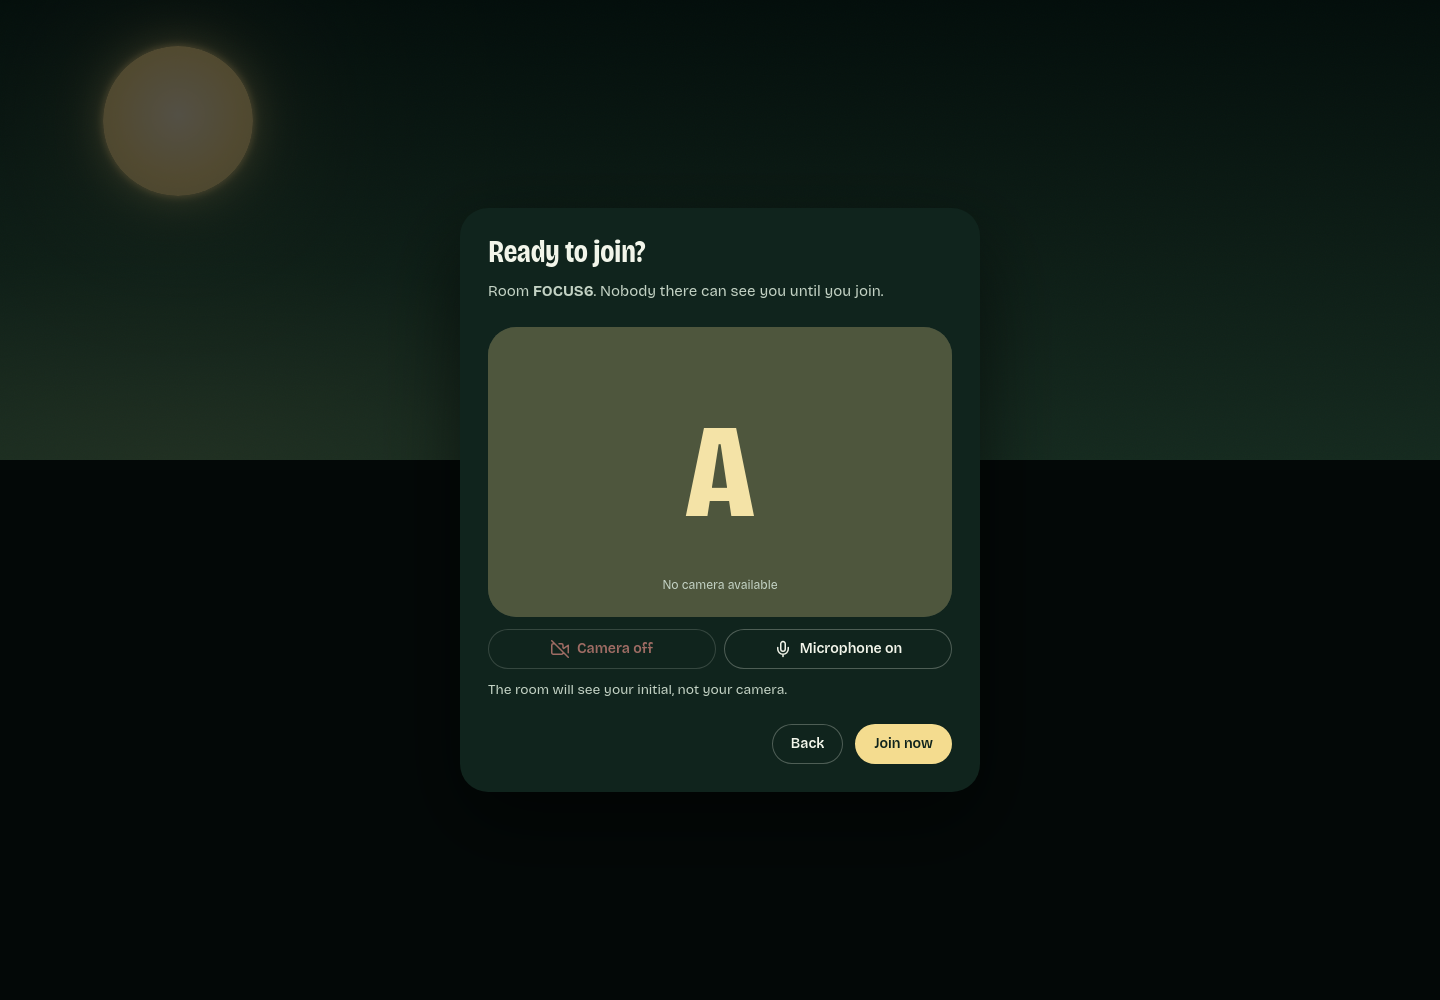 Ready to join?
Room FOCUS6. Nobody there can see you until you join.
A
No camera available
Camera off
Microphone on
The room will see your initial, not your camera.
Back
Join now